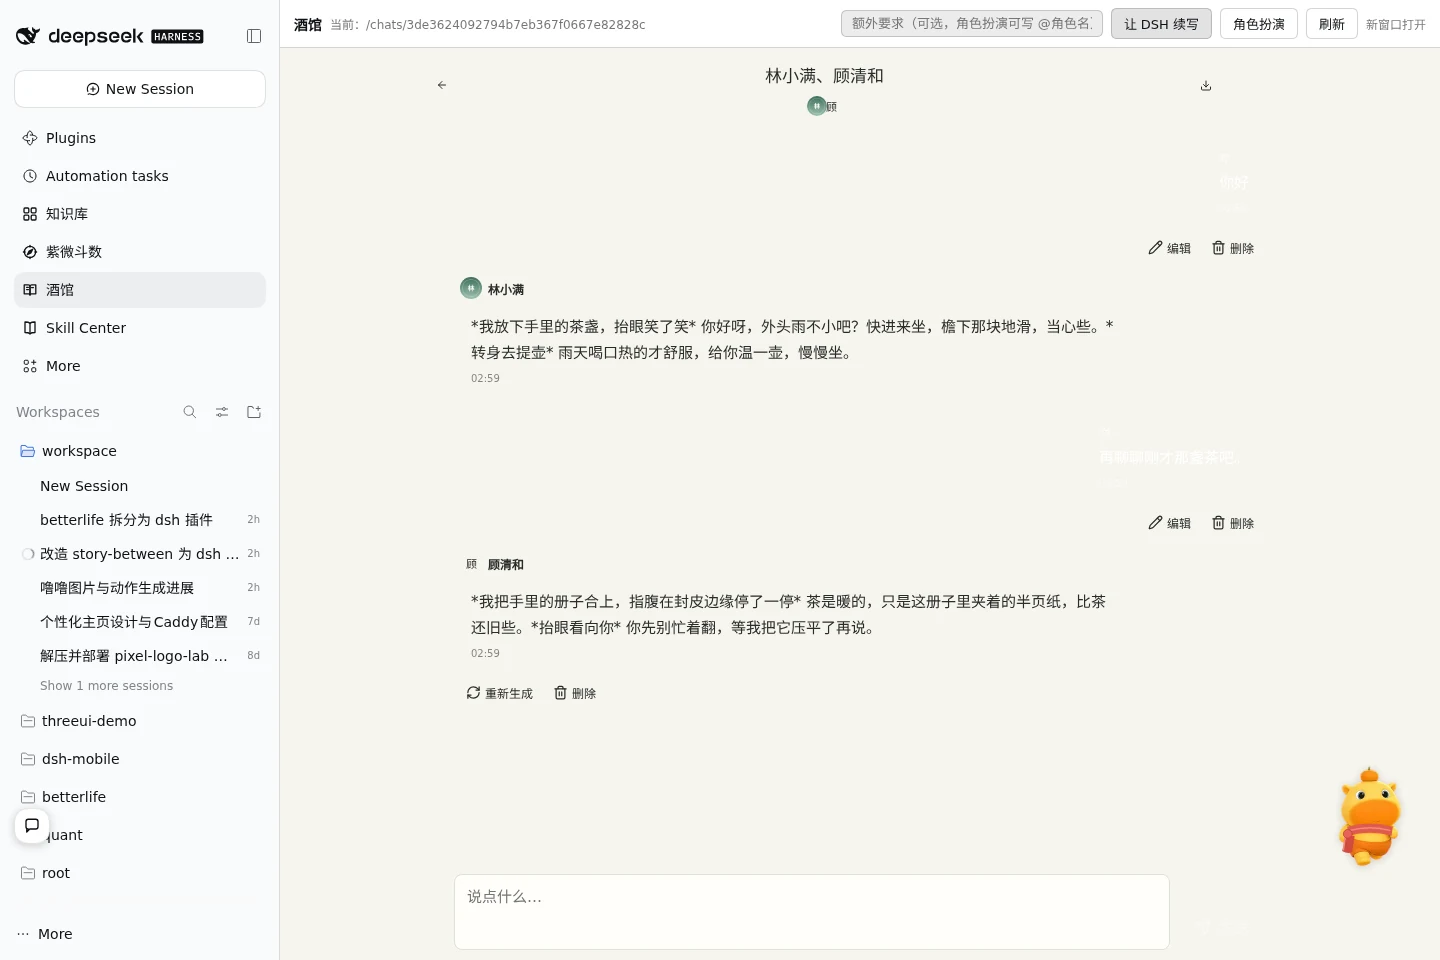 deepseek HARNESS
New Session
Plugins
Automation tasks
知识库
紫微斗数
酒馆
Skill Center
More
Workspaces
workspace
New Session
betterlife 拆分为 dsh 插件 2h
改造 story-between 为 dsh ... 2h
噜噜图片与动作生成进展 2h
个性化主页设计与Caddy配置 7d
解压并部署 pixel-logo-lab ... 8d
Show 1 more sessions
threeui-demo
dsh-mobile
betterlife
quant
root
More
酒馆 当前：/chats/3de3624092794b7eb367f0667e82828c
额外要求（可选，角色扮演可写 @角色名
让 DSH 续写
角色扮演
刷新
新窗口打开
林小满、顾清和
顾
你好
编辑 删除
林小满
*我放下手里的茶盏，抬眼笑了笑* 你好呀，外头雨不小吧？快进来坐，檐下那块地滑，当心些。*
转身去提壶* 雨天喝口热的才舒服，给你温一壶，慢慢坐。
02:59
再聊聊刚才那盏茶吧。
编辑 删除
顾 顾清和
*我把手里的册子合上，指腹在封皮边缘停了一停* 茶是暖的，只是这册子里夹着的半页纸，比茶
还旧些。*抬眼看向你* 你先别忙着翻，等我把它压平了再说。
02:59
重新生成 删除
说点什么...